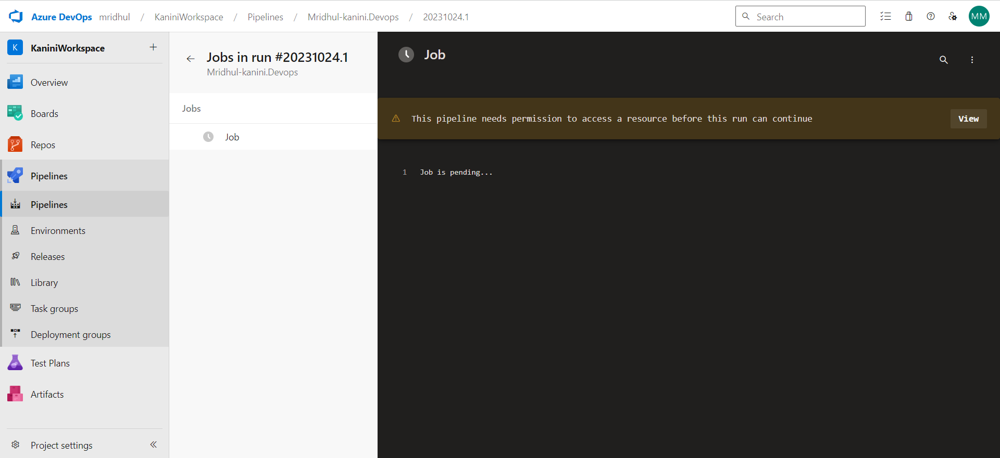 Azure DevOps mridhul / KaniniWorkspace / Pipelines / Mridhul-kanini.Devops / 20231024.1
Search
MM
K KaniniWorkspace +
Overview
Boards
Repos
Pipelines
Pipelines
Environments
Releases
Library
Task groups
Deployment groups
Test Plans
Artifacts
Project settings
Jobs in run #20231024.1
Mridhul-kanini.Devops
Jobs
Job
Job
This pipeline needs permission to access a resource before this run can continue
View
1 Job is pending...